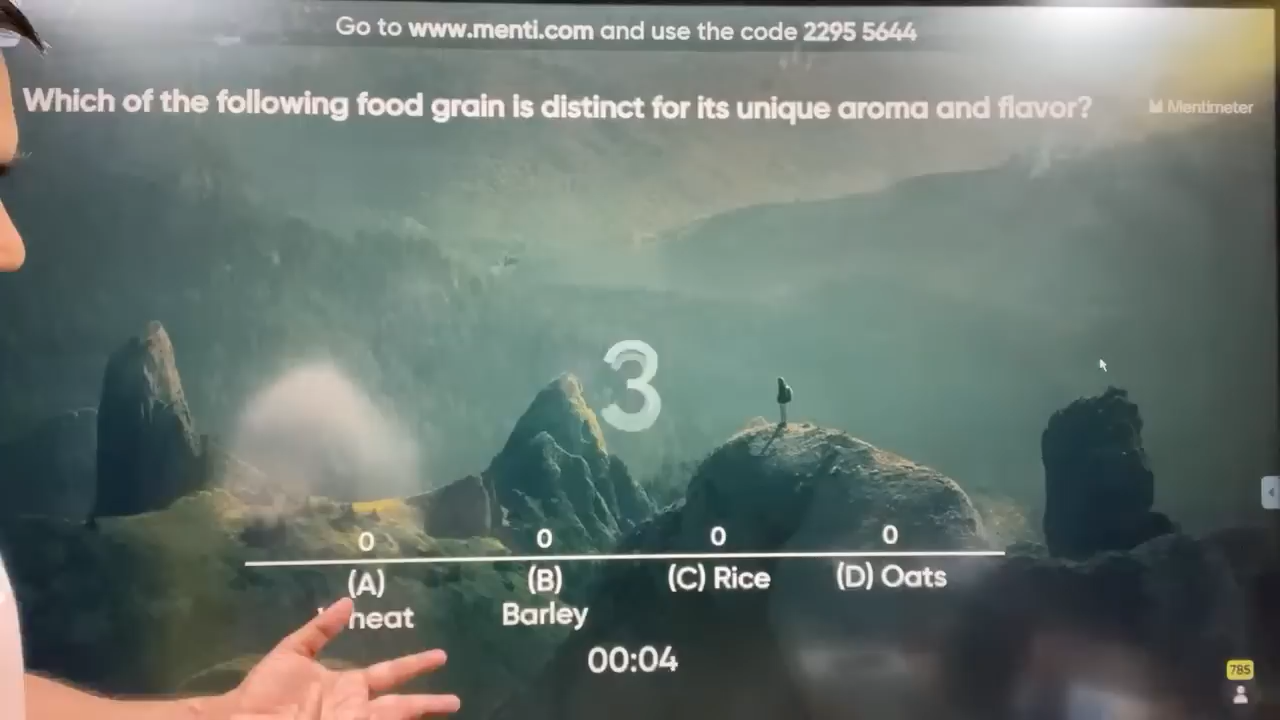 Go to www.menti.com and use the code 2295 5644
Which of the following food grain is distinct for its unique aroma and flavor?
Mentimeter
3
0 0 0 0
(A) (B) (C) Rice (D) Oats
heat Barley
00:04
785